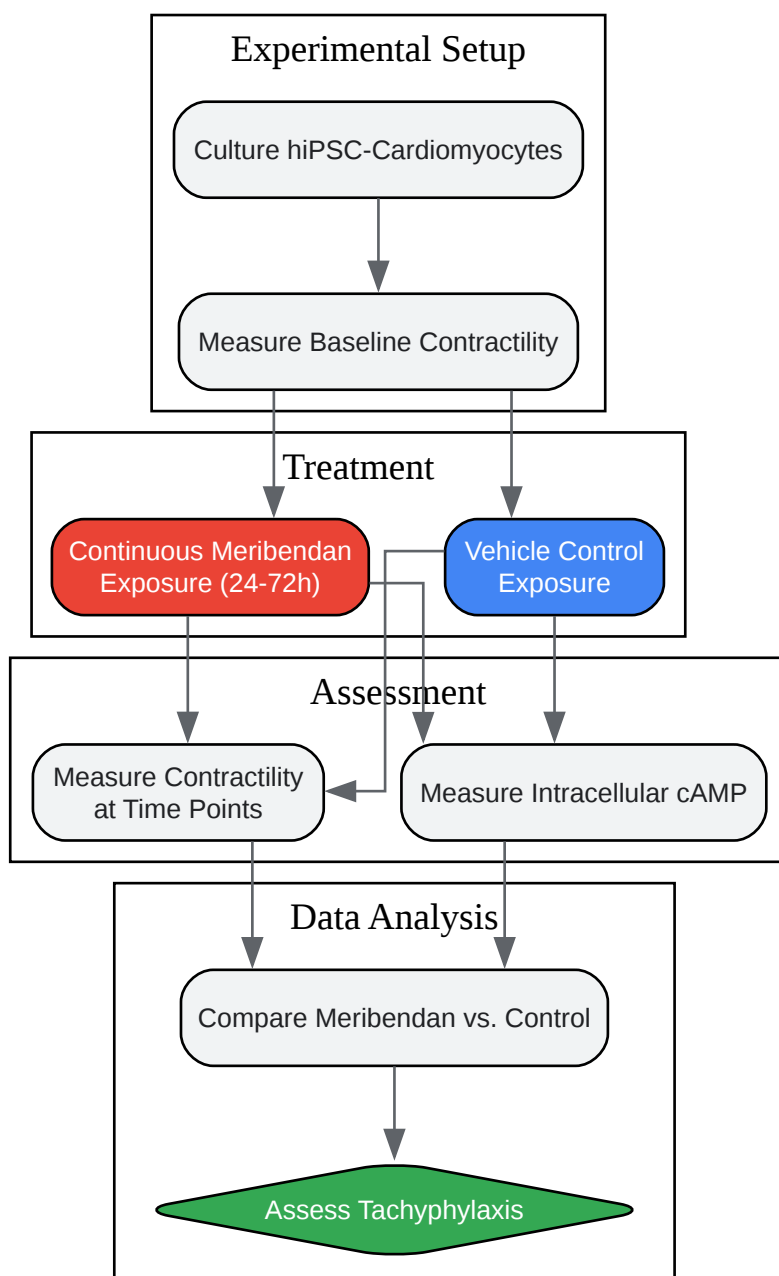 Experimental Setup
Culture hiPSC-Cardiomyocytes
Measure Baseline Contractility
Treatment
Continuous Meribendan
Exposure (24-72h)
Vehicle Control
Exposure
Assessment
Measure Contractility
at Time Points
Measure Intracellular cAMP
Data Analysis
Compare Meribendan vs. Control
Assess Tachyphylaxis